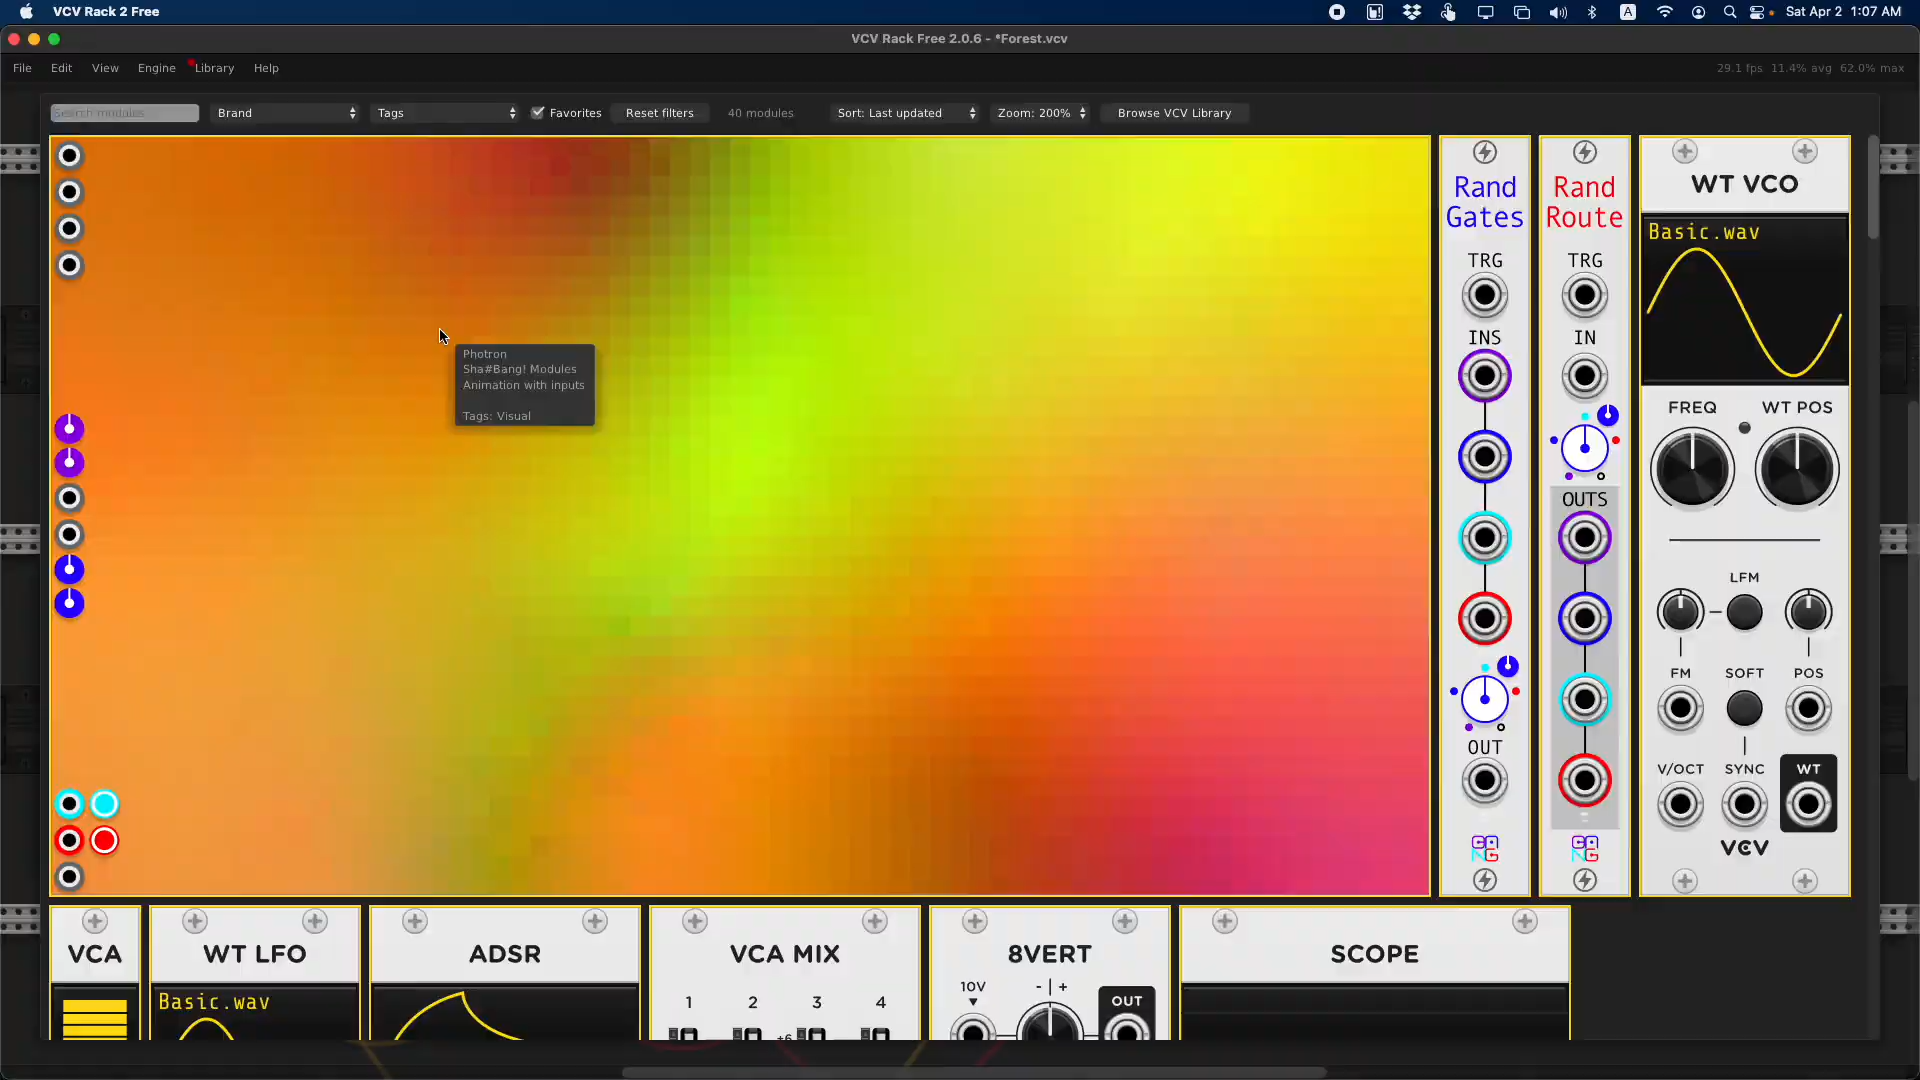 VCV Rack 2 Free
A
Sat Apr 2 1:07 AM
VCV Rack Free 2.0.6 - *Forest.vcv
File Edit View Engine Library Help
29.1 fps 11.4% avg 62.0% max
Search modules
Brand
Tags
Favorites
Reset filters
40 modules
Sort: Last updated
Zoom: 200%
Browse VCV Library
Photron
Sha#Bang! Modules
Animation with inputs
Tags: Visual
Rand
Gates
TRG
INS
OUT
Rand
Route
TRG
IN
OUTS
WT VCO
Basic.wav
FREQ WT POS
LFM
FM SOFT POS
V/OCT SYNC WT
VCV
VCA
WT LFO
Basic.wav
ADSR
VCA MIX
1 2 3 4
+6
8VERT
10V - | +
OUT
SCOPE